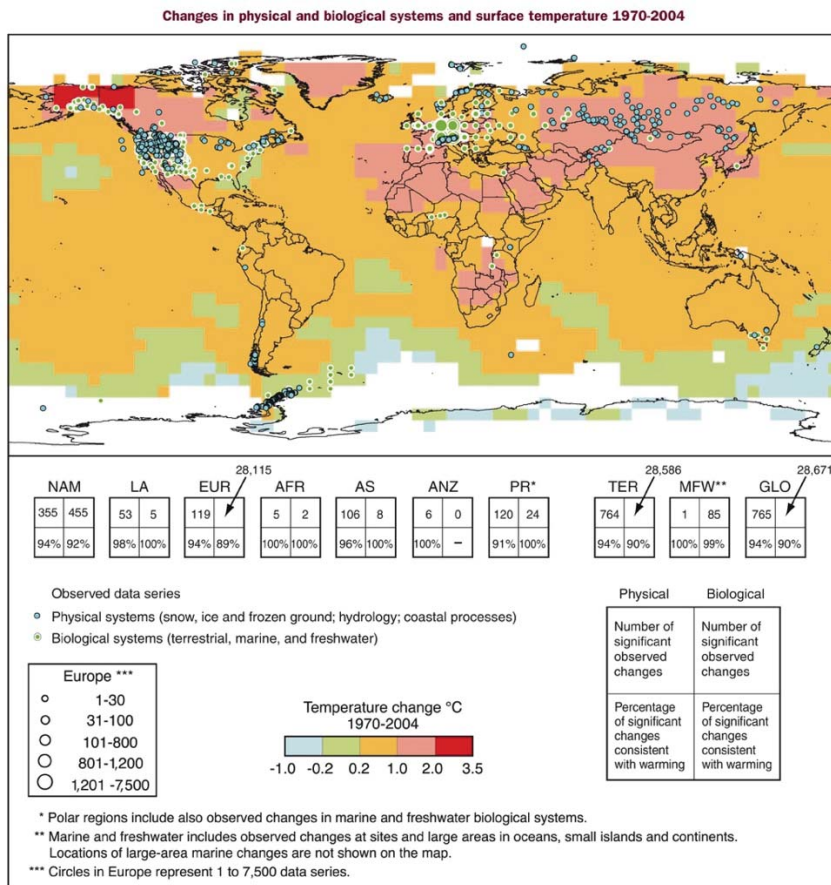 Changes in physical and biological systems and surface temperature 1970-2004
28,115
28,586
28,671
NAM LA EUR AFR AS ANZ PR* TER MFW** GLO
355 455 53 5 119 5 2 106 8 6 0 120 24 764 1 85 765
94% 92% 98% 100% 94% 89% 100% 100% 96% 100% 100% – 91% 100% 94% 90% 100% 99% 94% 90%
Observed data series
Physical systems (snow, ice and frozen ground; hydrology; coastal processes)
Biological systems (terrestrial, marine, and freshwater)
Europe ***
1-30
31-100
101-800
801-1,200
1,201 -7,500
Temperature change °C
1970-2004
-1.0 -0.2 0.2 1.0 2.0 3.5
Physical Biological
Number of significant observed changes
Number of significant observed changes
Percentage of significant changes consistent with warming
Percentage of significant changes consistent with warming
* Polar regions include also observed changes in marine and freshwater biological systems.
** Marine and freshwater includes observed changes at sites and large areas in oceans, small islands and continents.
Locations of large-area marine changes are not shown on the map.
*** Circles in Europe represent 1 to 7,500 data series.